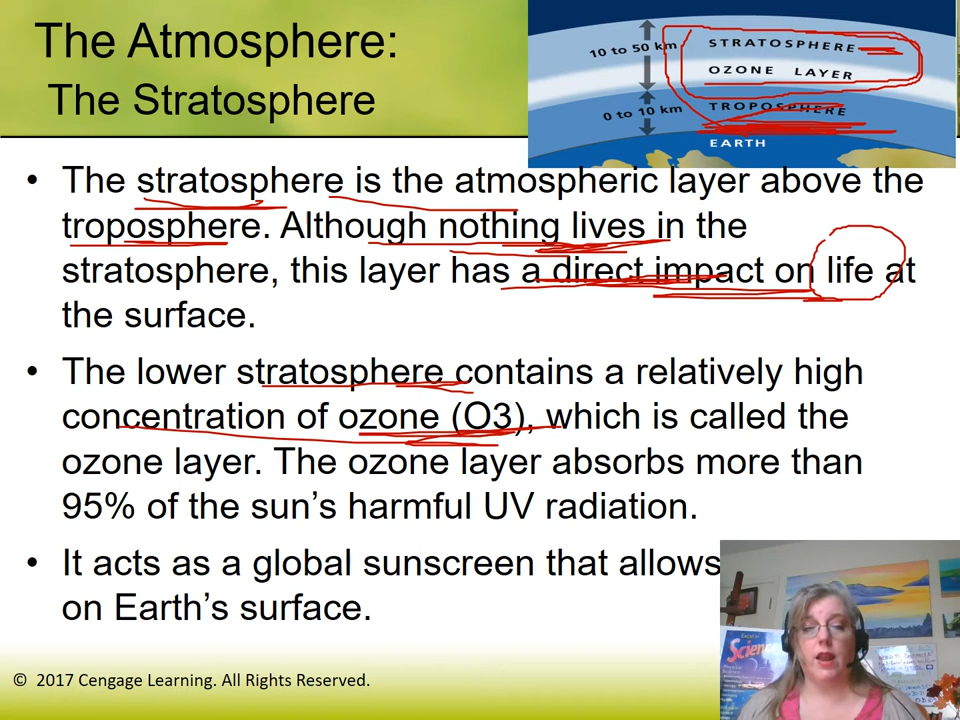 The Atmosphere:
The Stratosphere
10 to 50 km
STRATOSPHERE
OZONE LAYER
0 to 10 km
TROPOSPHERE
EARTH
• The stratosphere is the atmospheric layer above the
troposphere. Although nothing lives in the
stratosphere, this layer has a direct impact on life at
the surface.
• The lower stratosphere contains a relatively high
concentration of ozone (O3), which is called the
ozone layer. The ozone layer absorbs more than
95% of the sun’s harmful UV radiation.
• It acts as a global sunscreen that allows
on Earth’s surface.
Science
© 2017 Cengage Learning. All Rights Reserved.